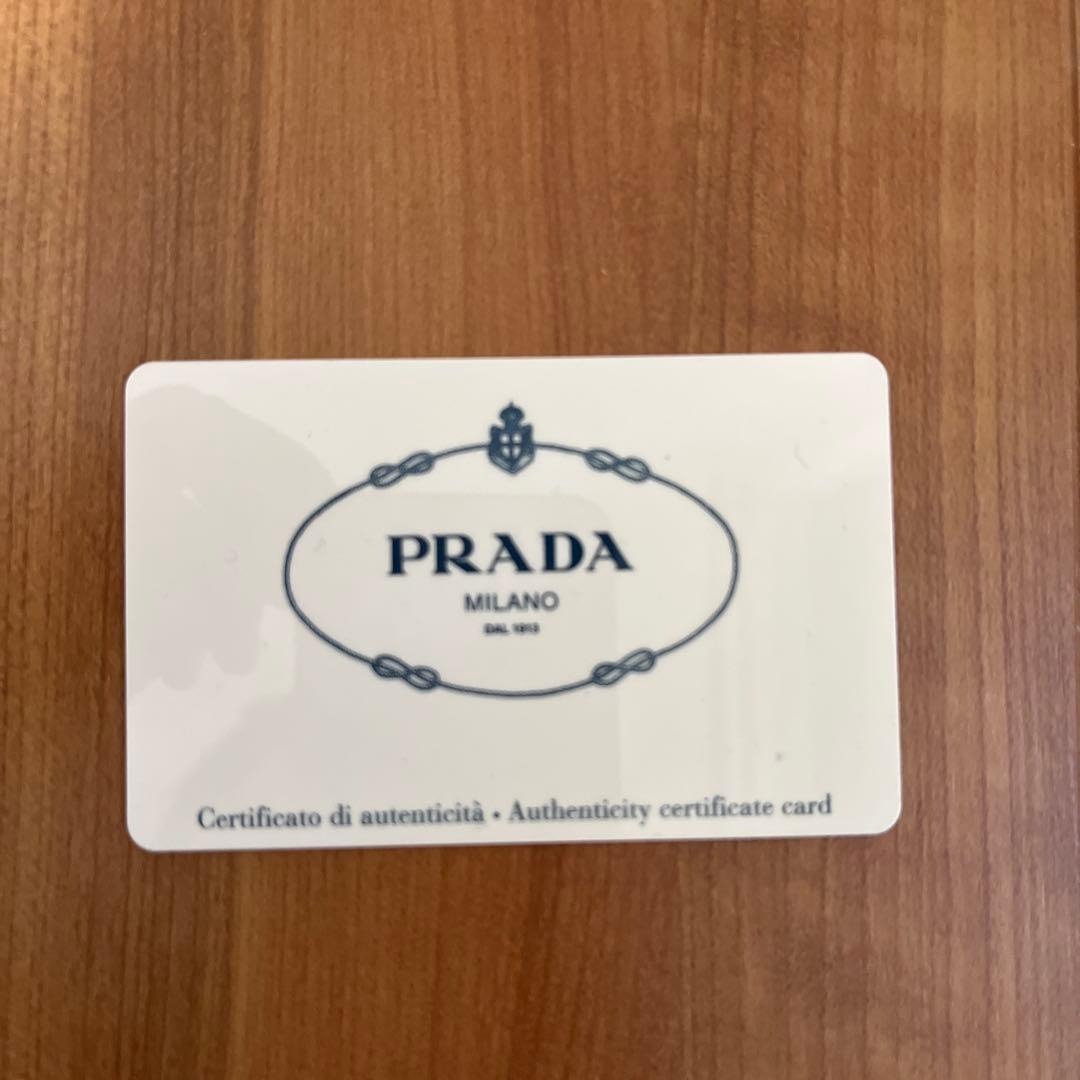 PRADA
MILANO
DAL 1913
Certificato di autenticità • Authenticity certificate card